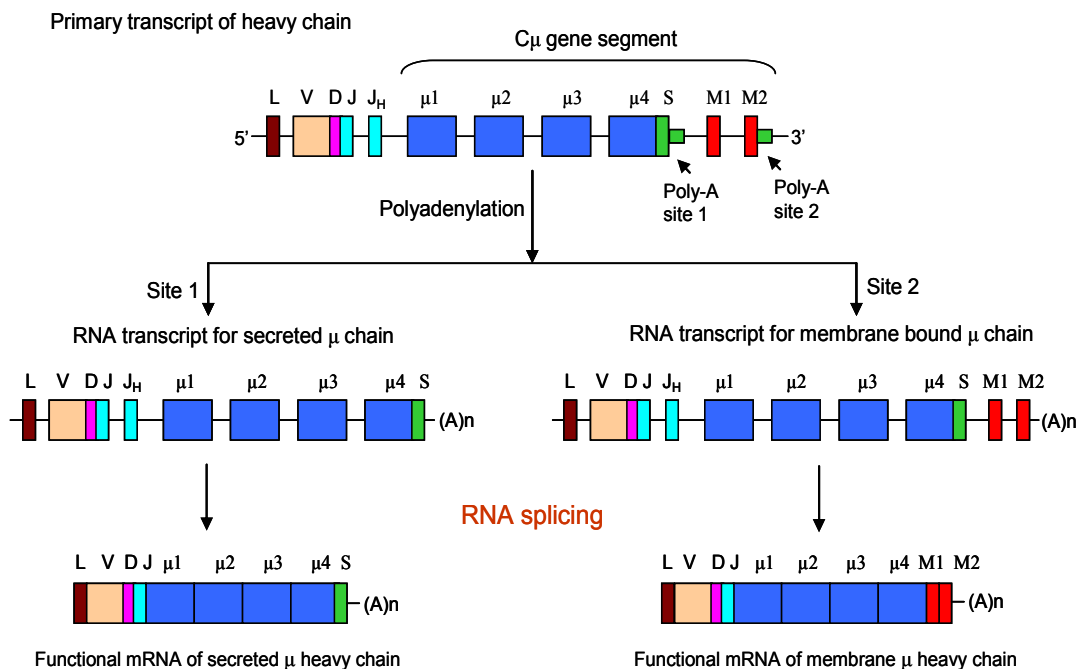 Primary transcript of heavy chain
Cμ gene segment
L V D J J_H μ1 μ2 μ3 μ4 S M1 M2
5’ 3’
Poly-A
site 1
Poly-A
site 2
Polyadenylation
Site 1 Site 2
RNA transcript for secreted μ chain
RNA transcript for membrane bound μ chain
L V D J J_H μ1 μ2 μ3 μ4 S
(A)n
L V D J J_H μ1 μ2 μ3 μ4 S M1 M2
(A)n
RNA splicing
L V D J μ1 μ2 μ3 μ4 S
(A)n
L V D J μ1 μ2 μ3 μ4 M1 M2
(A)n
Functional mRNA of secreted μ heavy chain
Functional mRNA of membrane μ heavy chain